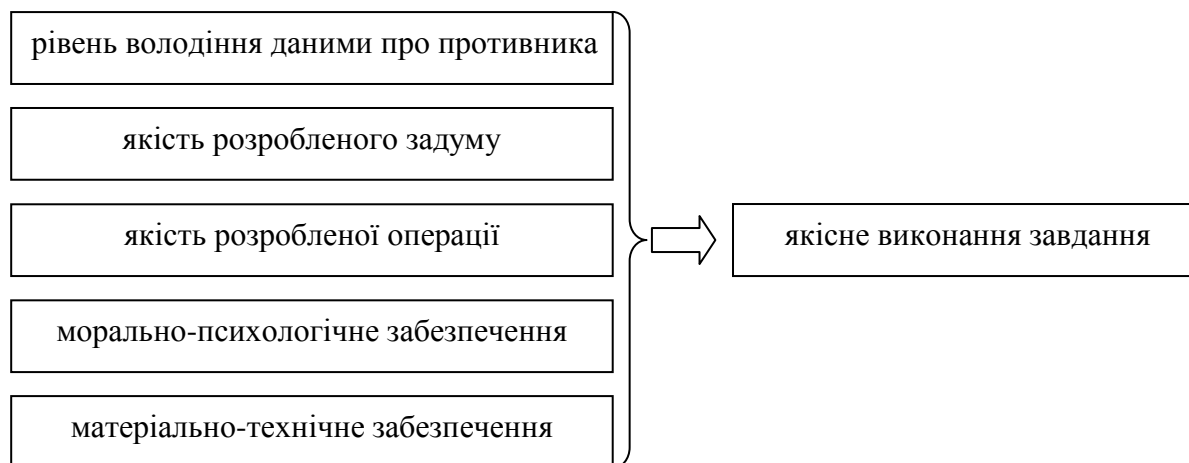 рівень володіння даними про противника
якість розробленого задуму
якість розробленої операції
морально-психологічне забезпечення
матеріально-технічне забезпечення
якісне виконання завдання